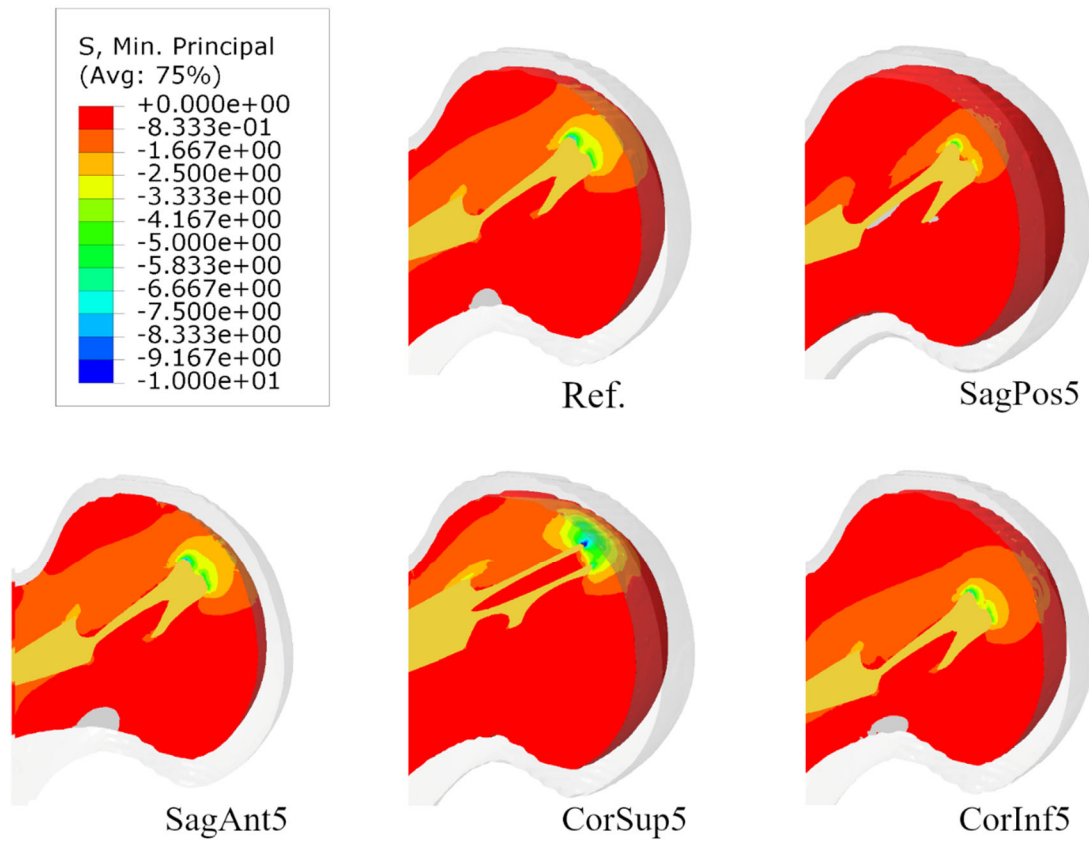 S, Min. Principal
(Avg: 75%)
+0.000e+00
-8.333e-01
-1.667e+00
-2.500e+00
-3.333e+00
-4.167e+00
-5.000e+00
-5.833e+00
-6.667e+00
-7.500e+00
-8.333e+00
-9.167e+00
-1.000e+01
Ref.
SagPos5
SagAnt5
CorSup5
CorInf5